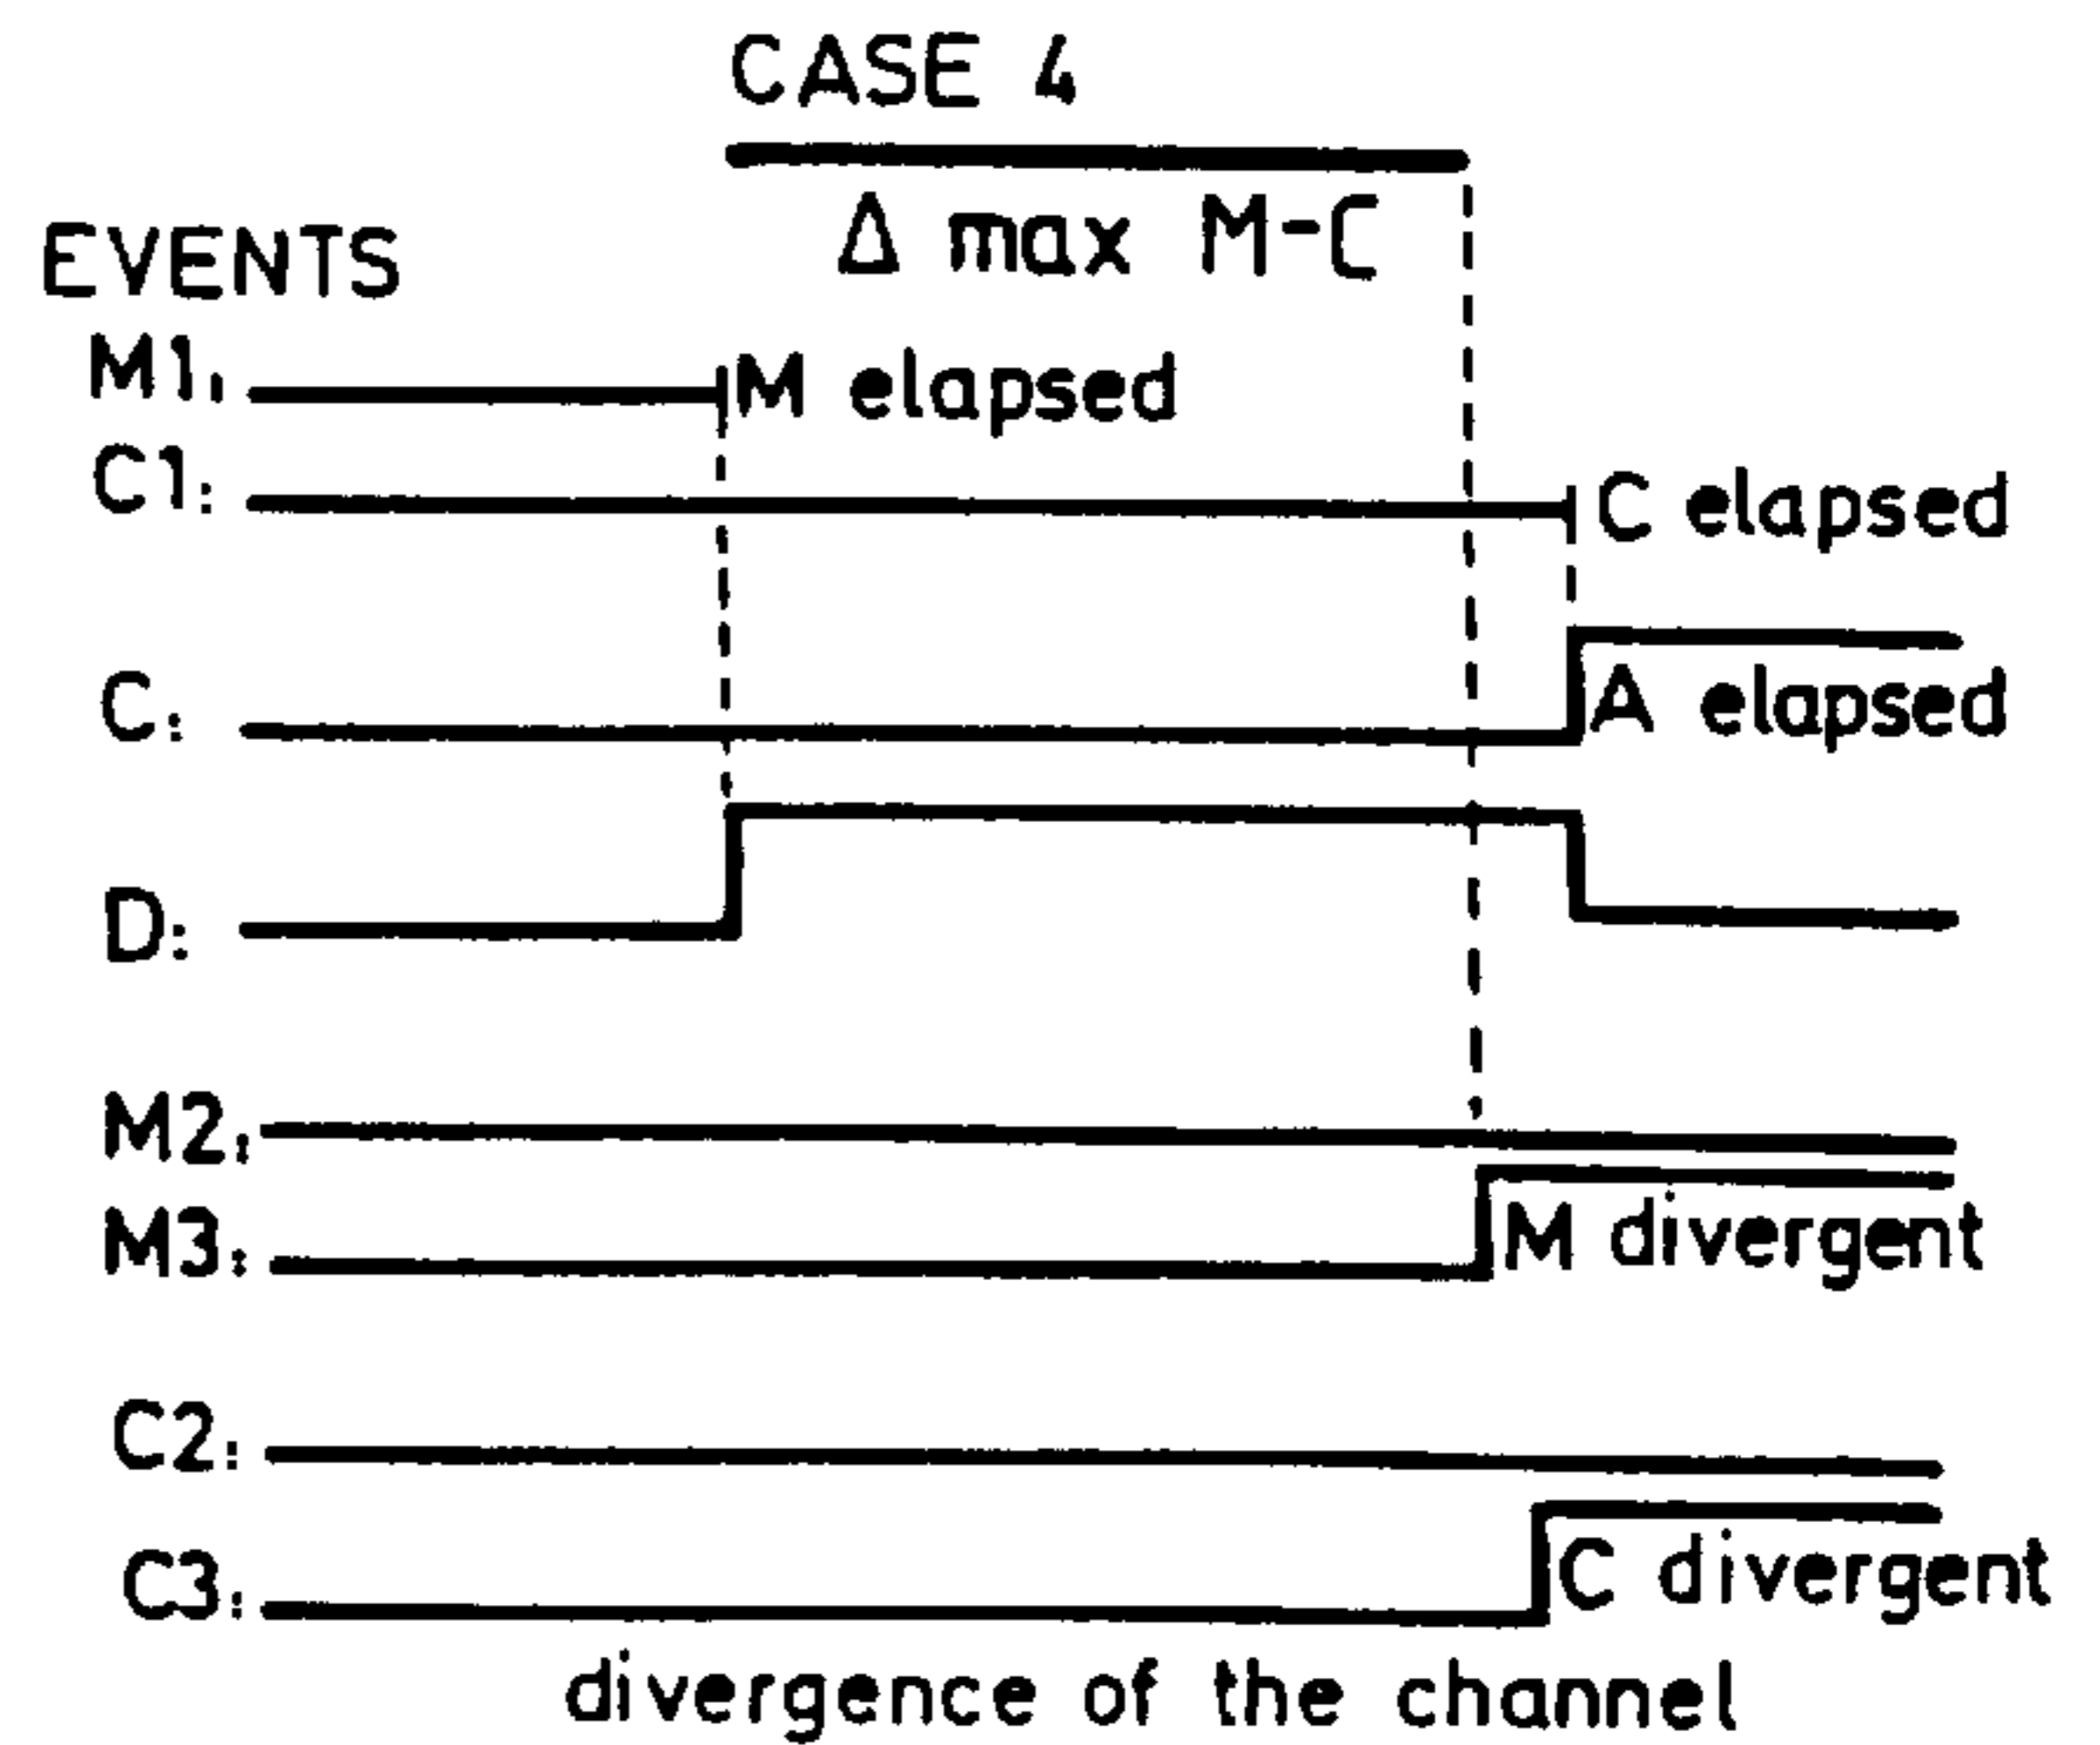 CASE 4
Δ max M-C
EVENTS
M1: M elapsed
C1: C elapsed
C: A elapsed
D:
M2:
M3: M divergent
C2:
C3: C divergent
divergence of the channel